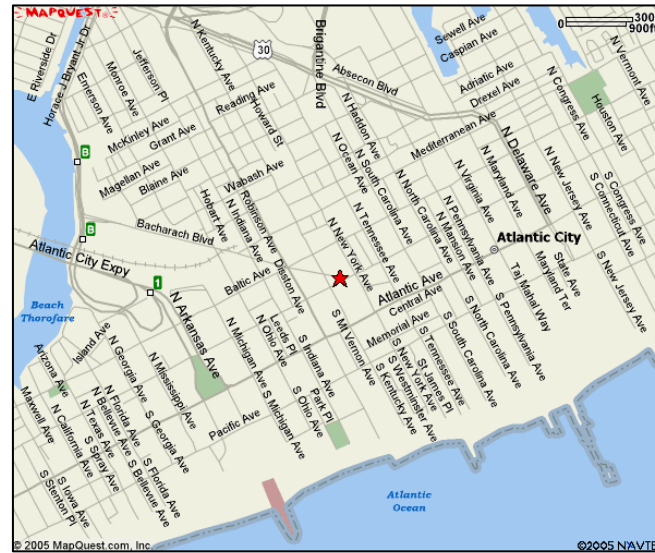 MAPQUEST
300
900ft
E Riverside Dr
Horace J Bryant Jr Dr
Emerson Ave
Monroe Ave
Jefferson Pl
N Kentucky Ave
30
Brigantine Blvd
Absecon Blvd
Sewell Ave
Caspian Ave
Adriatic Ave
Drexel Ave
N Vermont Ave
N Congress Ave
Houston Ave
McKinley Ave
Grant Ave
Reading Ave
Howard St
Magellan Ave
Blaine Ave
Wabash Ave
N Haddon Ave
N Ocean Ave
Mediterranean Ave
N Delaware Ave
N South Carolina Ave
N North Carolina Ave
N Virginia Ave
N Maryland Ave
N New Jersey Ave
S Congress Ave
S Connecticut Ave
B
B
Hobart Ave
N Indiana Ave
Robinson Ave
Disston Ave
Bacharach Blvd
Atlantic City Expy
1
Baltic Ave
N New York Ave
N Tennessee Ave
N Pennsylvania Ave
N Mansion Ave
Atlantic City
Atlantic Ave
Central Ave
Memorial Ave
Taj Mahal Way
Maryland Ter
State Ave
S New Jersey Ave
Beach
Thorofare
N Arkansas Ave
Island Ave
Arizona Ave
Maxwell Ave
N Georgia Ave
N Mississippi Ave
N Michigan Ave
N Ohio Ave
Leeds Pl
S Indiana Ave
Park Pl
S Mt Vernon Ave
S Kentucky Ave
S Westminster Ave
S New York Ave
St James Pl
S Tennessee Ave
S South Carolina Ave
S North Carolina Ave
S Pennsylvania Ave
N California Ave
N Texas Ave
N Bellevue Ave
N Florida Ave
S Georgia Ave
Pacific Ave
S Michigan Ave
S Ohio Ave
S Stenton Pl
S Iowa Ave
S Spray Ave
S Bellevue Ave
S Florida Ave
Atlantic
Ocean
© 2005 MapQuest.com, Inc.
©2005 NAVTE